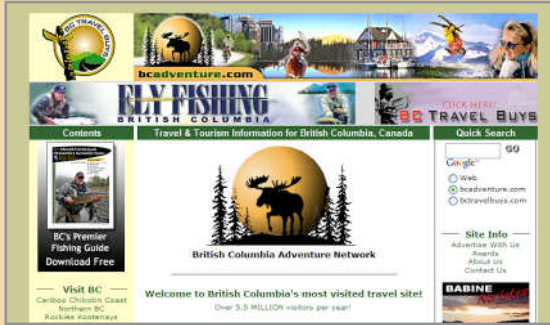 BC TRAVEL BUYS
bcadventure.com
FLY FISHING
BRITISH COLUMBIA
CLICK HERE!
BC TRAVEL BUYS
Contents
Travel & Tourism Information for British Columbia, Canada
Quick Search
GO
Google
Web
bcadventure.com
bctravelbuys.com
BC's Premier
Fishing Guide
Download Free
British Columbia Adventure Network
Site Info
Advertise With Us
Awards
About Us
Contact Us
Visit BC
Cariboo Chilcotin Coast
Northern BC
Rockies Kootenays
Welcome to British Columbia's most visited travel site!
Over 5.5 MILLION visitors per year!
BABINE